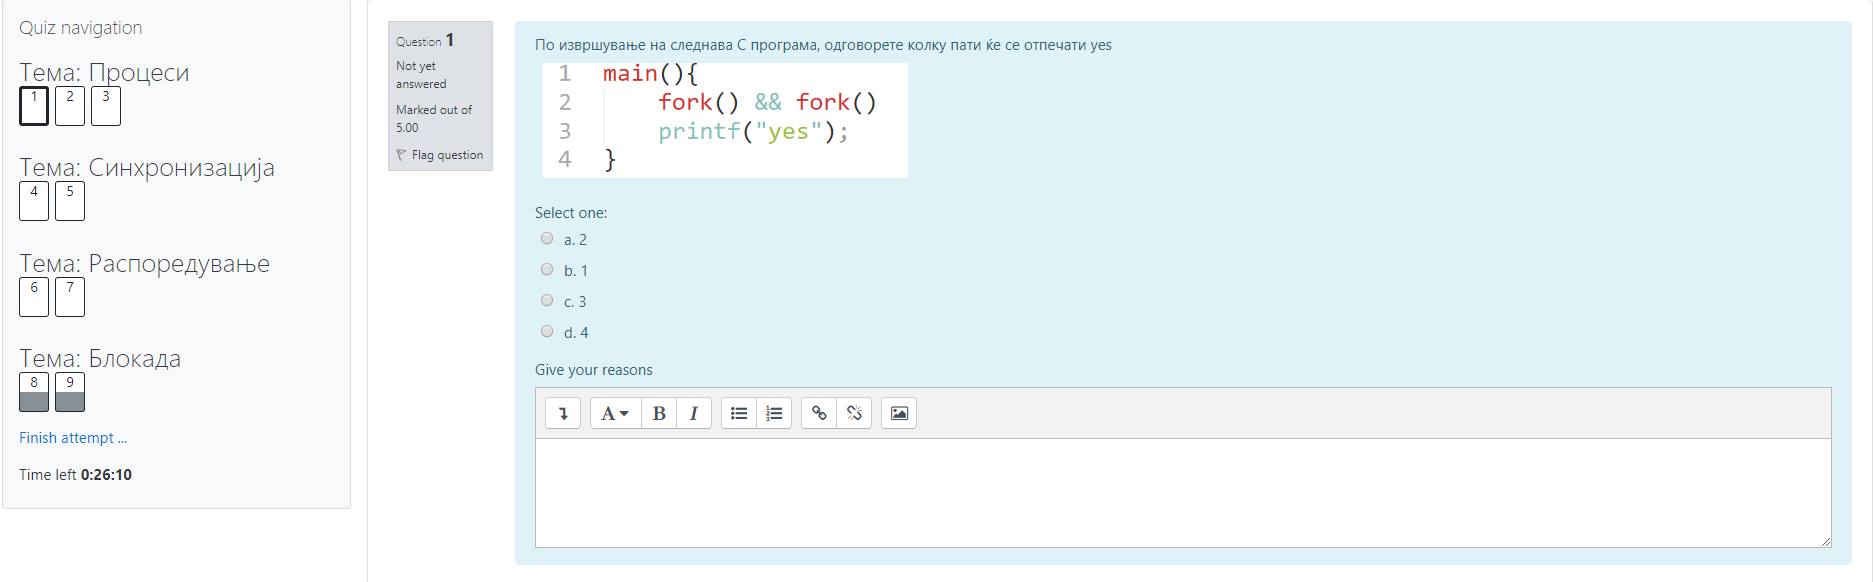 Quiz navigation
Тема: Процеси
1 2 3
Тема: Синхронизација
4 5
Тема: Распоредување
6 7
Тема: Блокада
8 9
Finish attempt ...
Time left 0:26:10
Question 1
Not yet
answered
Marked out of
5.00
Flag question
По извршување на следнава C програма, одговорете колку пати ќе се отпечати yes
1 main(){
2 fork() && fork()
3 printf("yes");
4 }
Select one:
a. 2
b. 1
c. 3
d. 4
Give your reasons
A B I